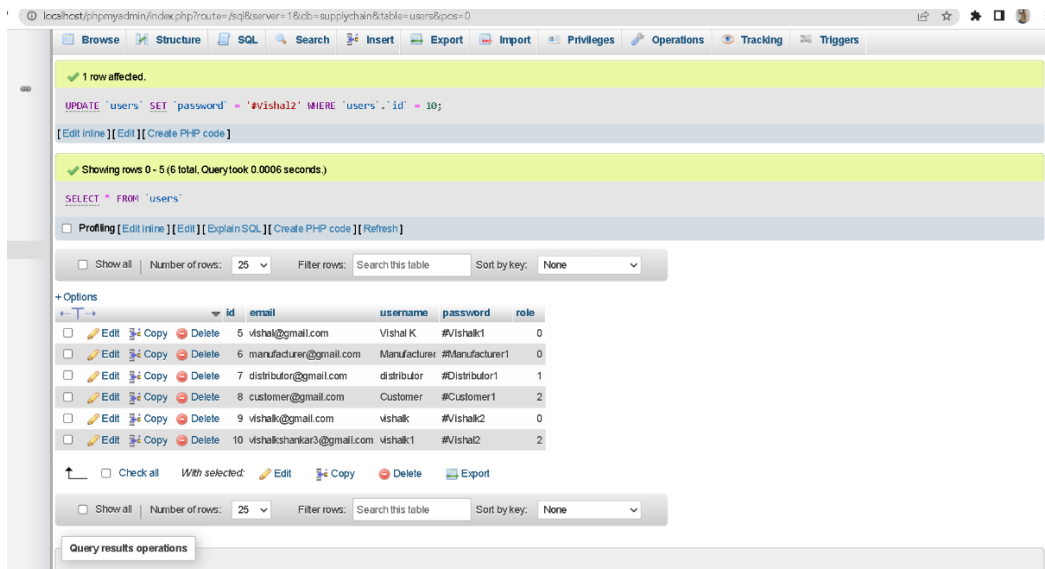 localhost/phpmyadmin/index.php?route=/sql&server=1&db=supplychain&table=users&pos=0
Browse Structure SQL Search Insert Export Import Privileges Operations Tracking Triggers
1 row affected.
UPDATE `users` SET `password` = '#Vishal2' WHERE `users`.`id` = 10;
[ Edit inline ] [ Edit ] [ Create PHP code ]
Showing rows 0 - 5 (6 total, Query took 0.0006 seconds.)
SELECT * FROM `users`
Profiling [ Edit inline ] [ Edit ] [ Explain SQL ] [ Create PHP code ] [ Refresh ]
Show all | Number of rows: 25 Filter rows: Search this table Sort by key: None
+ Options
←T→ id email username password role
Edit Copy Delete 5 vishal@gmail.com Vishal K #Vishalk1 0
Edit Copy Delete 6 manufacturer@gmail.com Manufacturer #Manufacturer1 0
Edit Copy Delete 7 distributor@gmail.com distributor #Distributor1 1
Edit Copy Delete 8 customer@gmail.com Customer #Customer1 2
Edit Copy Delete 9 vishalk@gmail.com vishalk #Vishalk2 0
Edit Copy Delete 10 vishalkshankar3@gmail.com vishalk1 #Vishal2 2
Check all With selected: Edit Copy Delete Export
Show all | Number of rows: 25 Filter rows: Search this table Sort by key: None
Query results operations